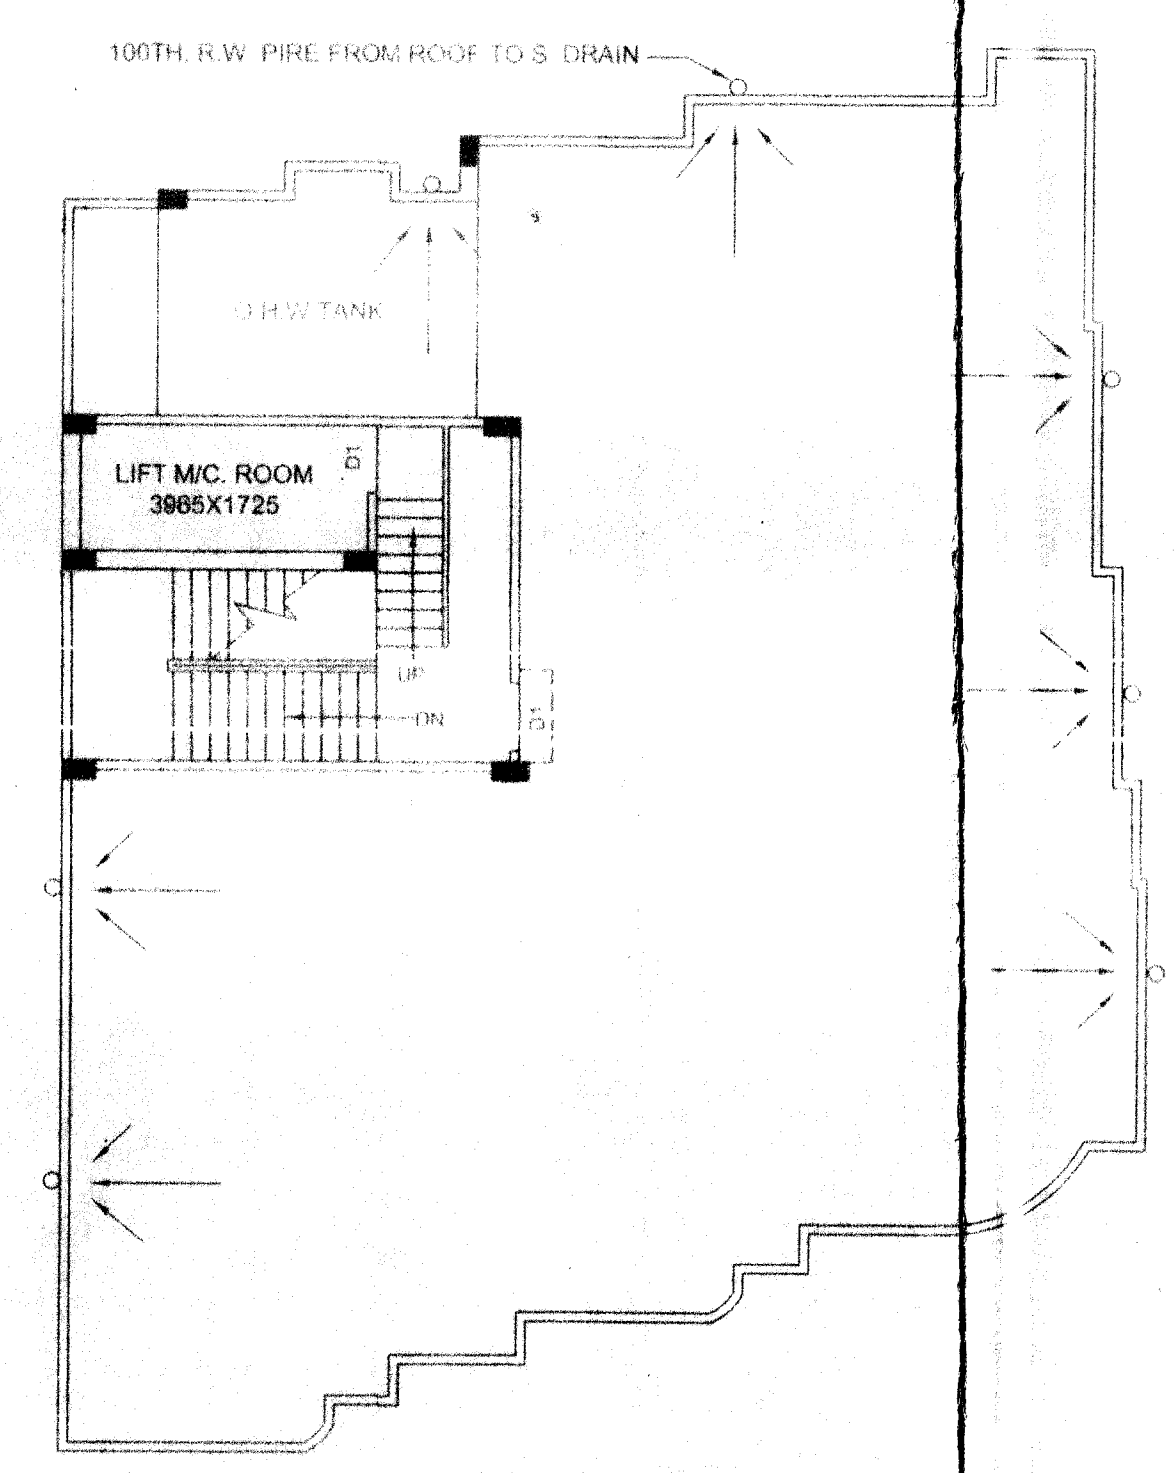 100TH. R.W PIRE FROM ROOF TO S DRAIN
O.H.W TANK
D1
LIFT M/C. ROOM
3985X1725
UP
DN
D1